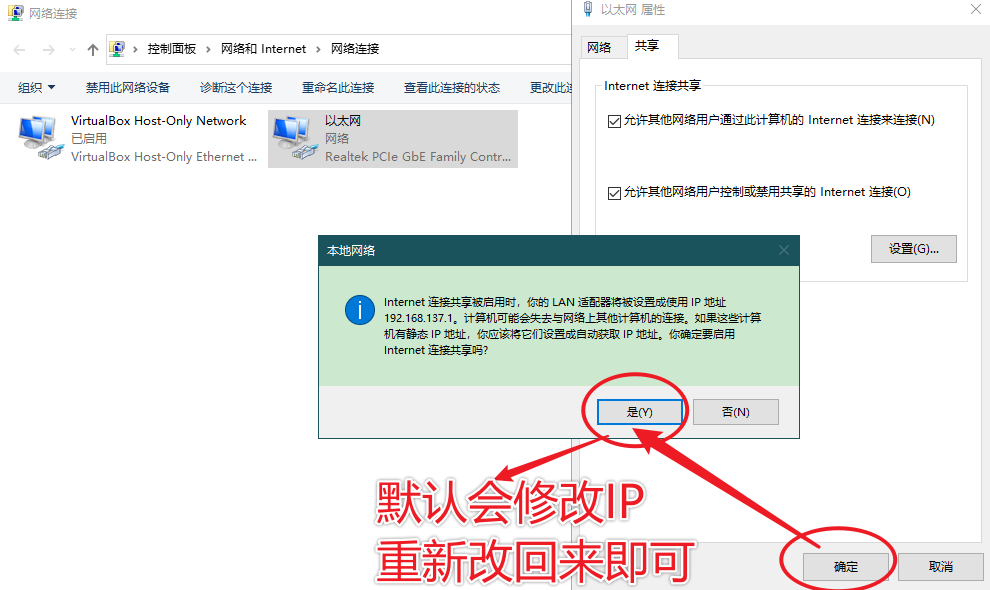 网络连接
控制面板 › 网络和 Internet › 网络连接
组织 禁用此网络设备 诊断这个连接 重命名此连接 查看此连接的状态 更改此连
VirtualBox Host-Only Network
已启用
VirtualBox Host-Only Ethernet ...
以太网
网络
Realtek PCIe GbE Family Contr...
以太网 属性
网络 共享
Internet 连接共享
允许其他网络用户通过此计算机的 Internet 连接来连接(N)
允许其他网络用户控制或禁用共享的 Internet 连接(O)
设置(G)...
本地网络
Internet 连接共享被启用时，你的 LAN 适配器将被设置成使用 IP 地址
192.168.137.1。计算机可能会失去与网络上其他计算机的连接。如果这些计算
机有静态 IP 地址，你应该将它们设置成自动获取 IP 地址。你确定要启用
Internet 连接共享吗?
是(Y) 否(N)
默认会修改IP
重新改回来即可
确定 取消